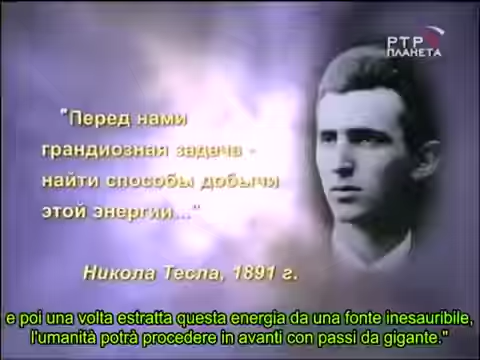 РТР
ПЛАНЕТА
"Перед нами
грандиозная задача -
найти способы добычи
этой энергии..."
Никола Тесла, 1891 г.
e poi una volta estratta questa energia da una fonte inesauribile,
l'umanità potrà procedere in avanti con passi da gigante."